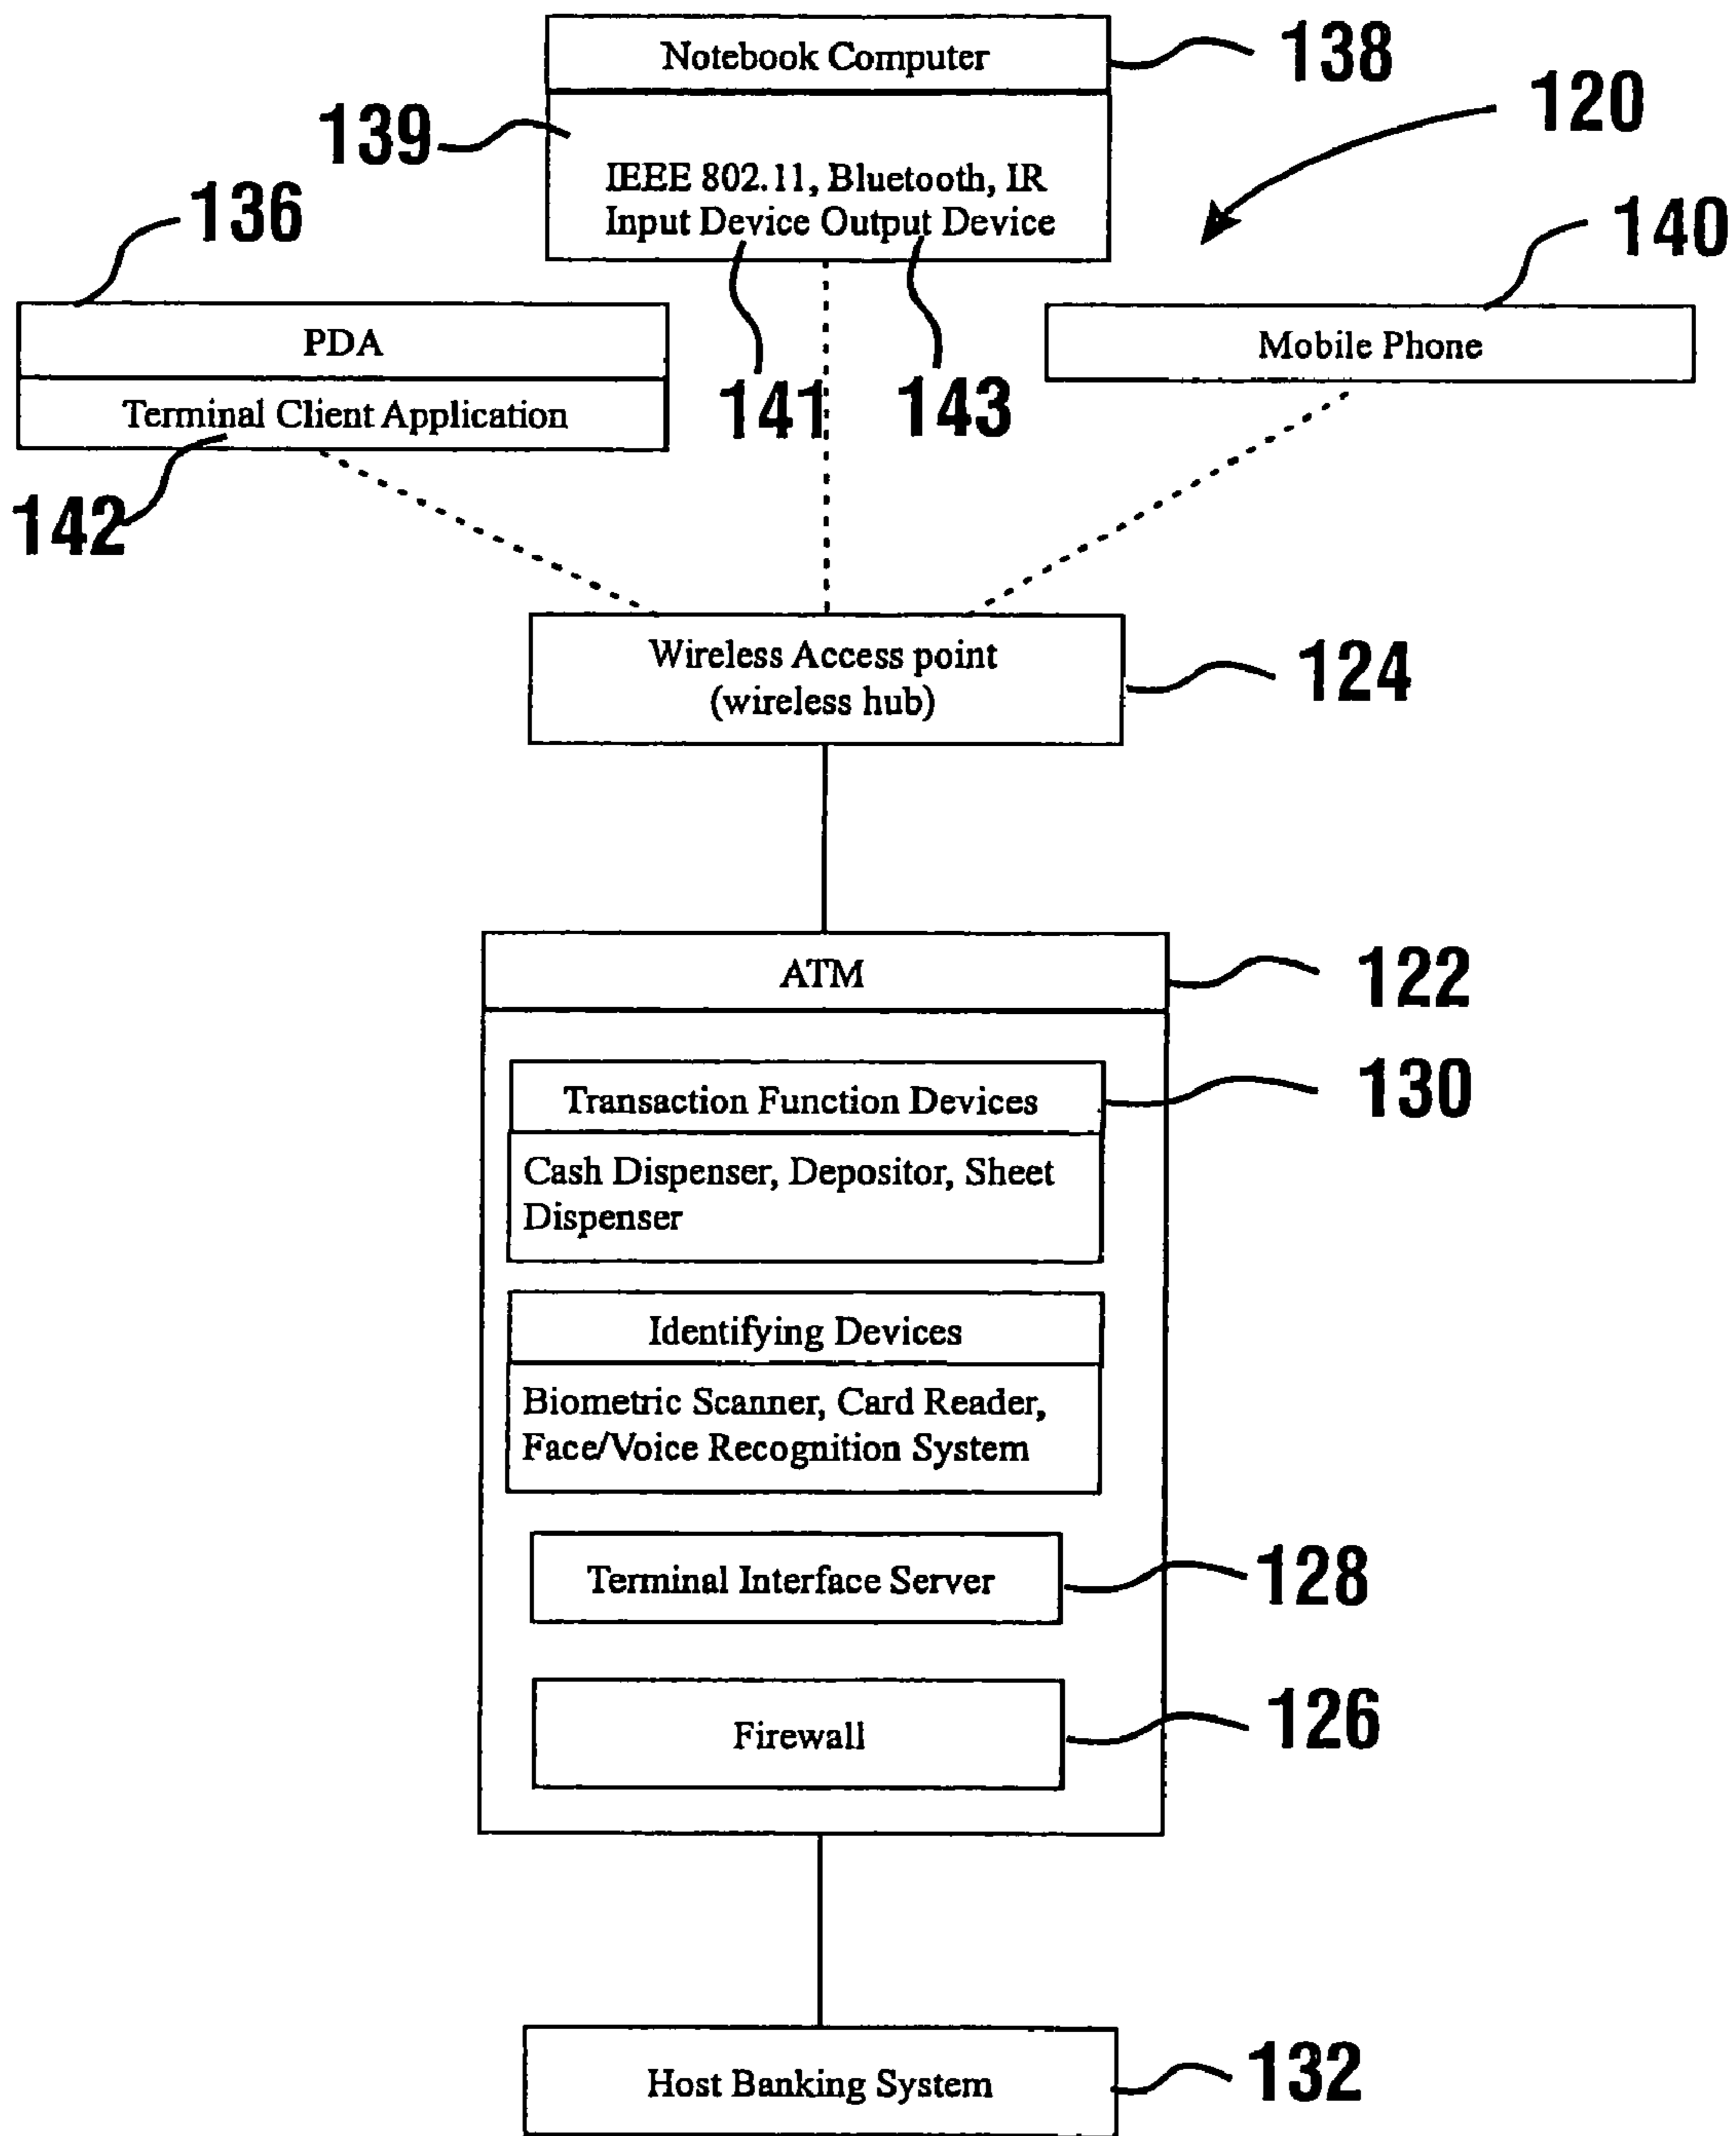 Notebook Computer
138
120
139
IEEE 802.11, Bluetooth, IR
Input Device Output Device
136
140
PDA
Mobile Phone
141
143
Terminal Client Application
142
Wireless Access point
(wireless hub)
124
ATM
122
Transaction Function Devices
130
Cash Dispenser, Depositor, Sheet
Dispenser
Identifying Devices
Biometric Scanner, Card Reader,
Face/Voice Recognition System
Terminal Interface Server
128
Firewall
126
Host Banking System
132